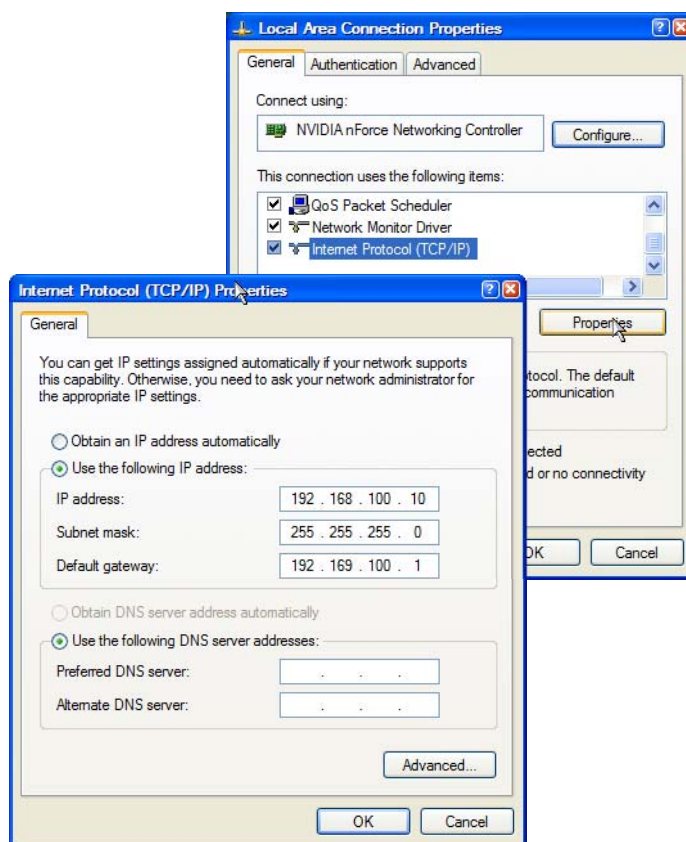 Local Area Connection Properties
General Authentication Advanced
Connect using:
NVIDIA nForce Networking Controller Configure...
This connection uses the following items:
QoS Packet Scheduler
Network Monitor Driver
Internet Protocol (TCP/IP)
Properties
tocol. The default
communication
ected
d or no connectivity
OK Cancel
Internet Protocol (TCP/IP) Properties
General
You can get IP settings assigned automatically if your network supports
this capability. Otherwise, you need to ask your network administrator for
the appropriate IP settings.
Obtain an IP address automatically
Use the following IP address:
IP address: 192 . 168 . 100 . 10
Subnet mask: 255 . 255 . 255 . 0
Default gateway: 192 . 169 . 100 . 1
Obtain DNS server address automatically
Use the following DNS server addresses:
Preferred DNS server: . . .
Alternate DNS server: . . .
Advanced...
OK Cancel